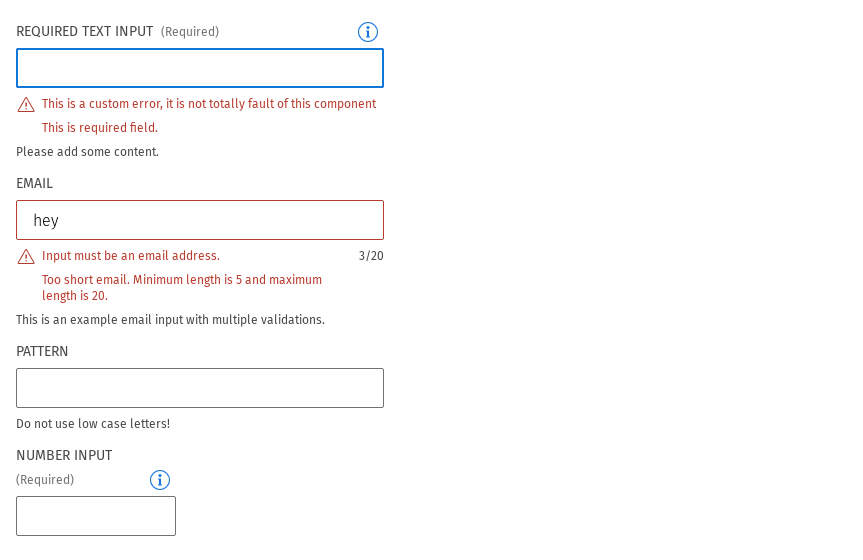 REQUIRED TEXT INPUT (Required)
This is a custom error, it is not totally fault of this component
This is required field.
Please add some content.
EMAIL
hey
Input must be an email address. 3/20
Too short email. Minimum length is 5 and maximum
length is 20.
This is an example email input with multiple validations.
PATTERN
Do not use low case letters!
NUMBER INPUT
(Required)